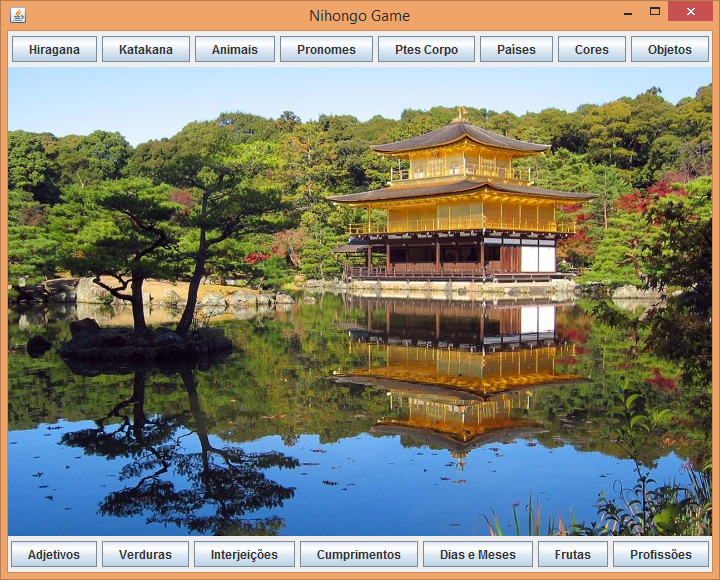 Nihongo Game
Hiragana Katakana Animais Pronomes Ptes Corpo Países Cores Objetos
Adjetivos Verduras Interjeições Cumprimentos Dias e Meses Frutas Profissões